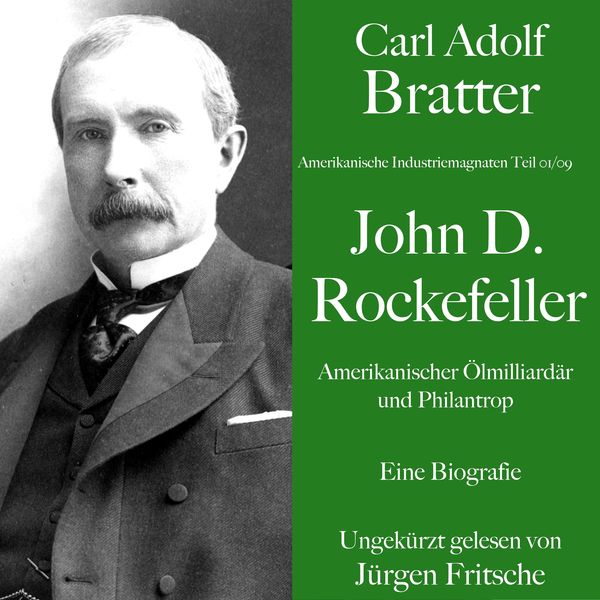 Carl Adolf
Bratter
Amerikanische Industriemagnaten Teil 01/09
John D.
Rockefeller
Amerikanischer Ölmilliardär
und Philantrop
Eine Biografie
Ungekürzt gelesen von
Jürgen Fritsche